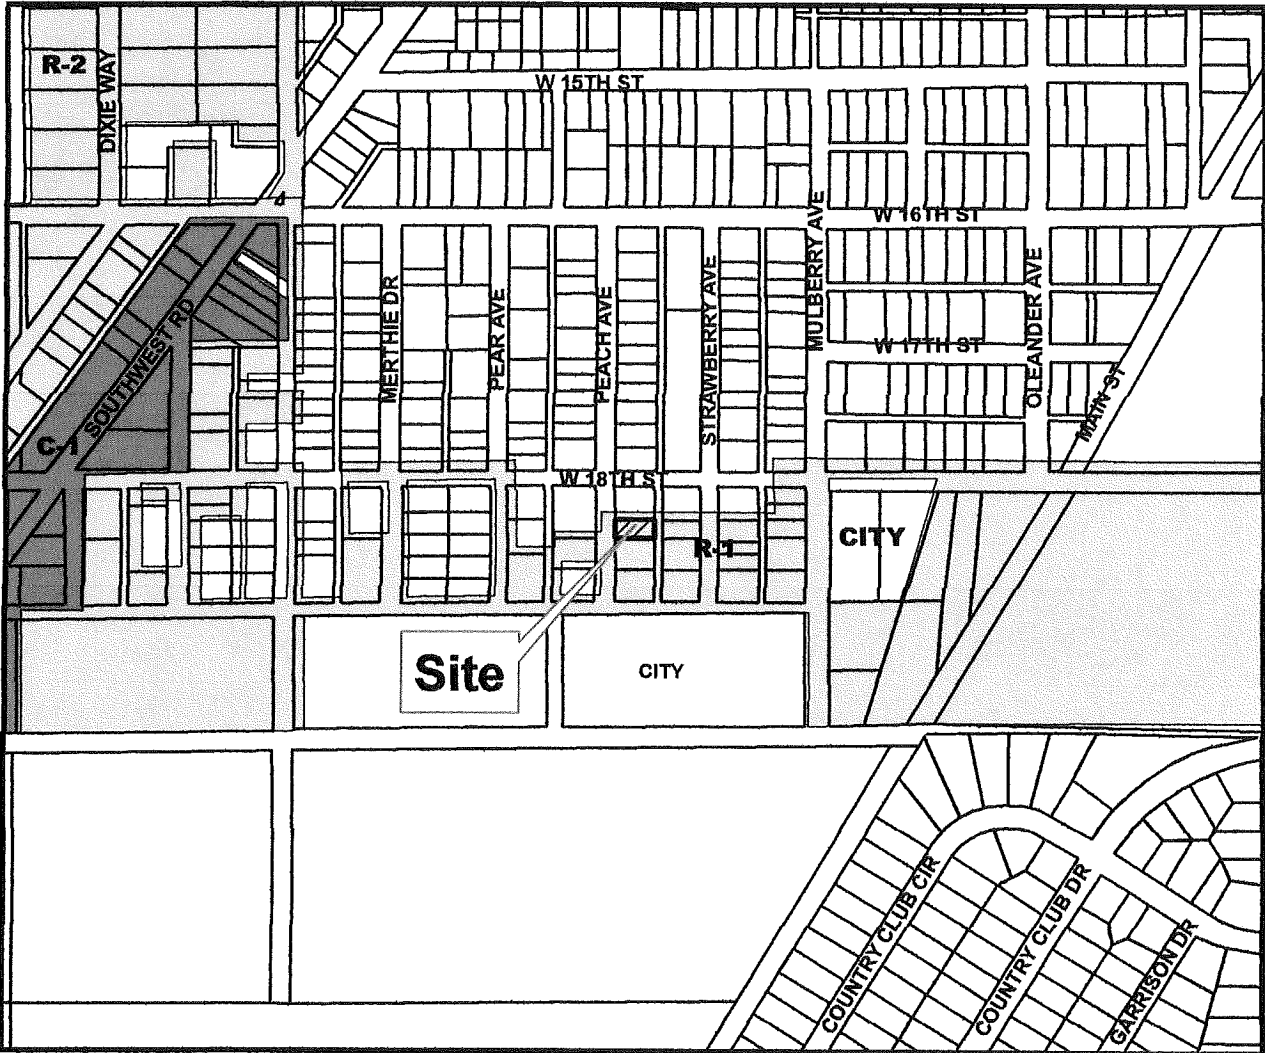 R-2
DIXIE WAY
W 15TH ST
W 16TH ST
MULBERRY AVE
MERTHIE DR
PEAR AVE
PEACH AVE
STRAWBERRY AVE
OLEANDER AVE
SOUTHWEST RD
W 17TH ST
MAIN ST
C-1
W 18TH ST
R-1
CITY
Site
CITY
COUNTRY CLUB CIR
COUNTRY CLUB DR
GARRISON DR